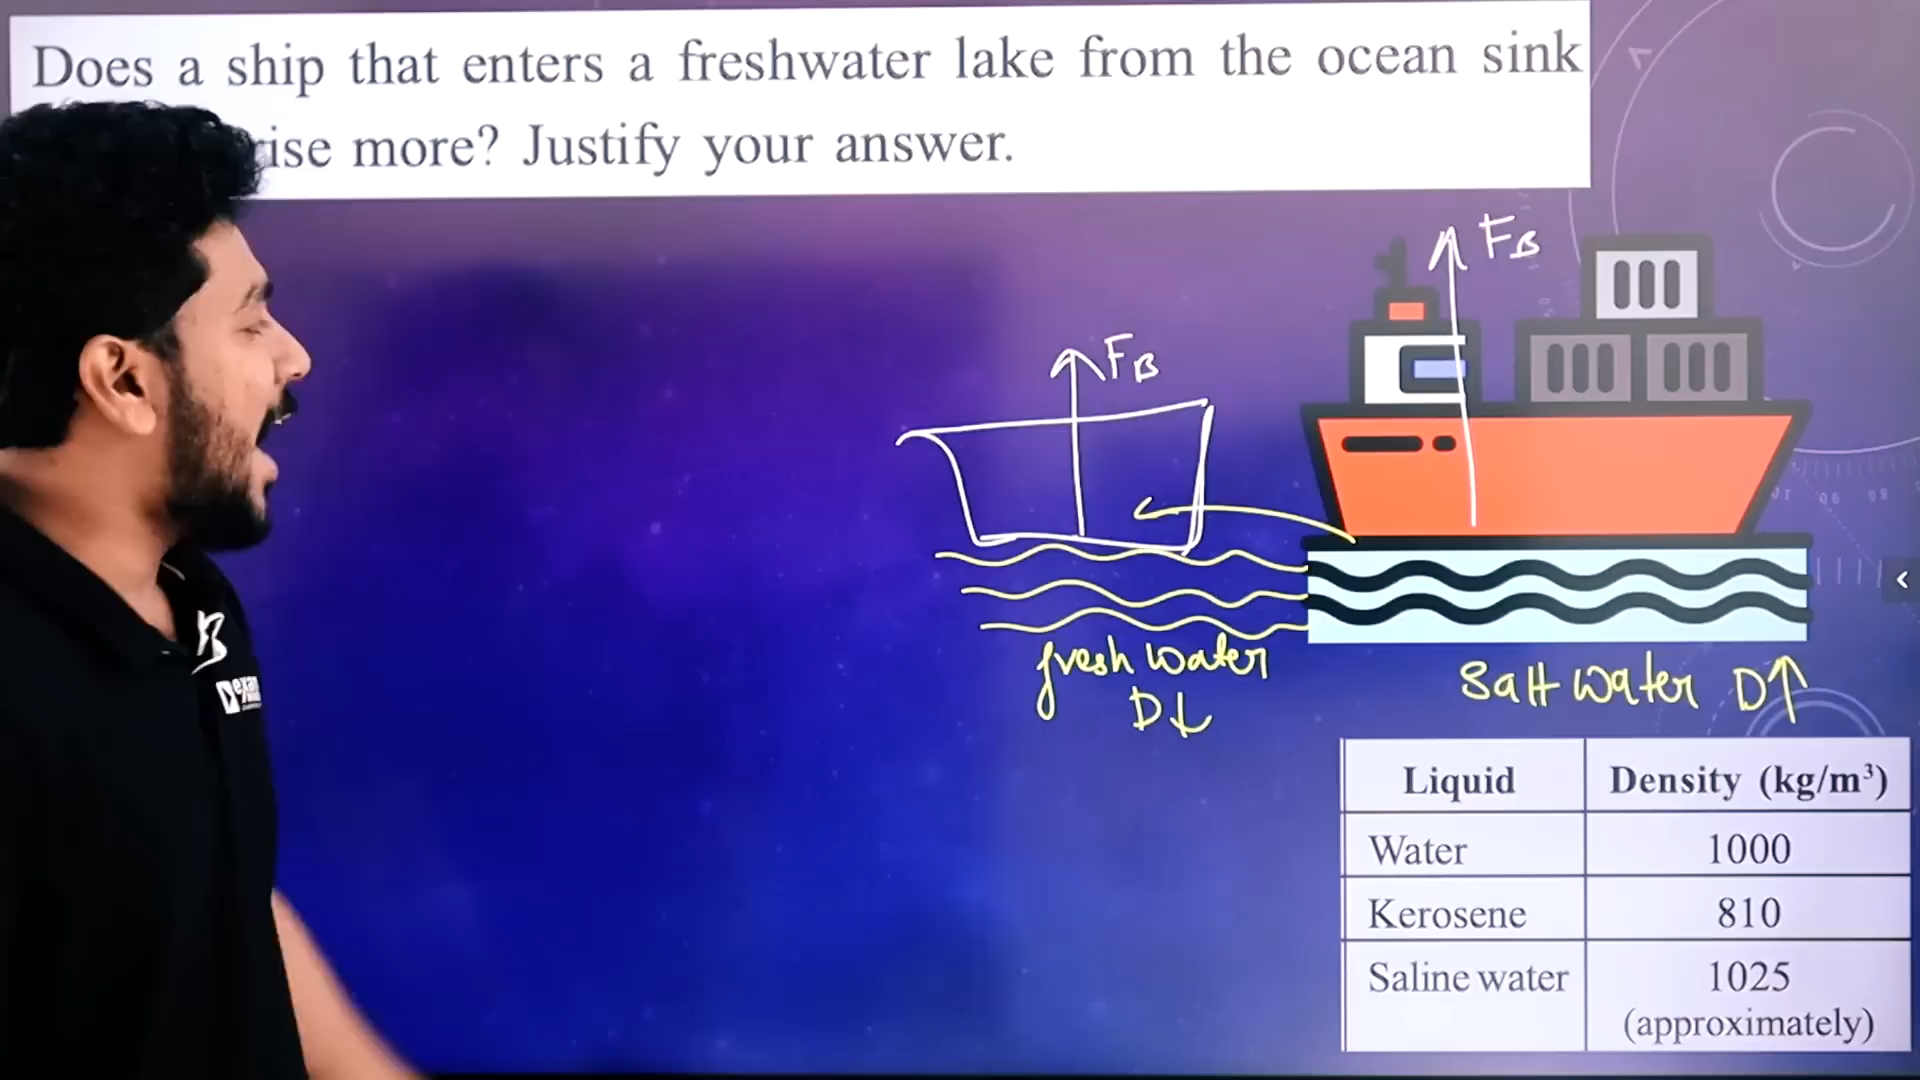 Does a ship that enters a freshwater lake from the ocean sink
rise more? Justify your answer.
FB
FB
fresh water
D↓
Salt water D↑
Liquid Density (kg/m³)
Water 1000
Kerosene 810
Saline water 1025
(approximately)